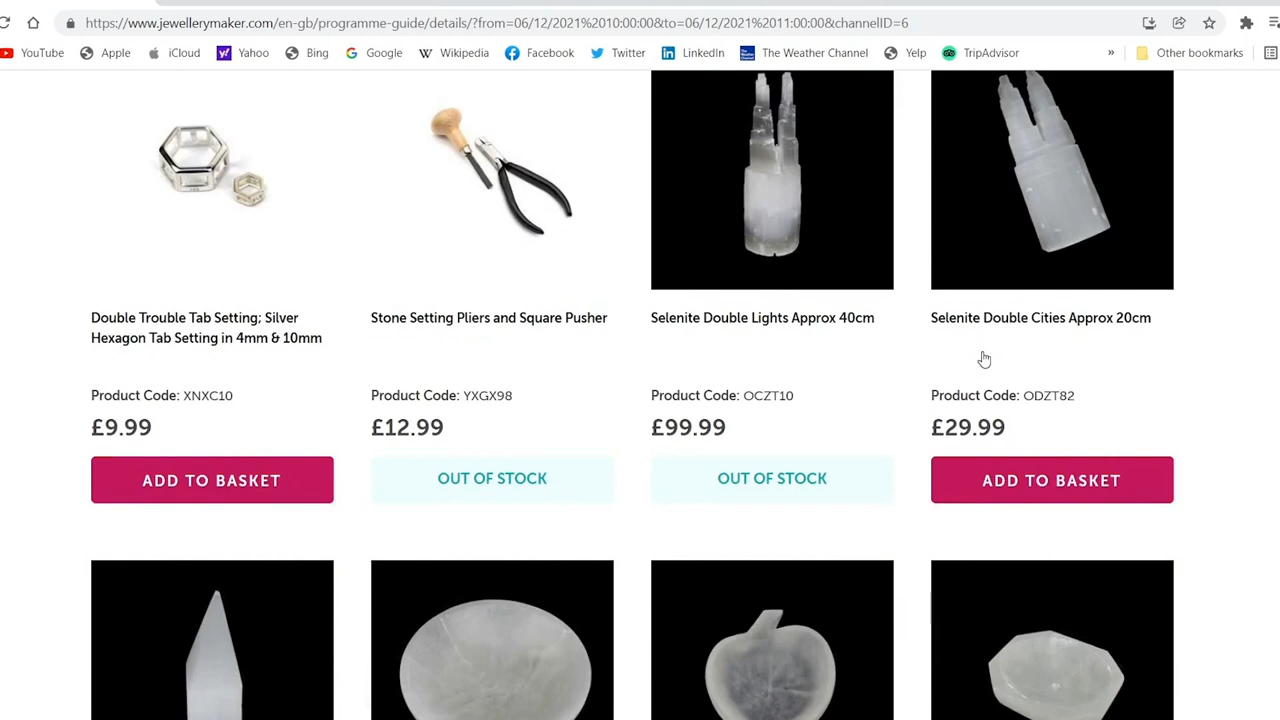 https://www.jewellerymaker.com/en-gb/programme-guide/details/?from=06/12/2021%2010:00:00&to=06/12/2021%2011:00:00&channelID=6
YouTube Apple iCloud Yahoo Bing Google Wikipedia Facebook Twitter LinkedIn The Weather Channel Yelp TripAdvisor » Other bookmarks
Double Trouble Tab Setting; Silver
Hexagon Tab Setting in 4mm & 10mm
Product Code: XNXC10
£9.99
ADD TO BASKET
Stone Setting Pliers and Square Pusher
Product Code: YXGX98
£12.99
OUT OF STOCK
Selenite Double Lights Approx 40cm
Product Code: OCZT10
£99.99
OUT OF STOCK
Selenite Double Cities Approx 20cm
Product Code: ODZT82
£29.99
ADD TO BASKET